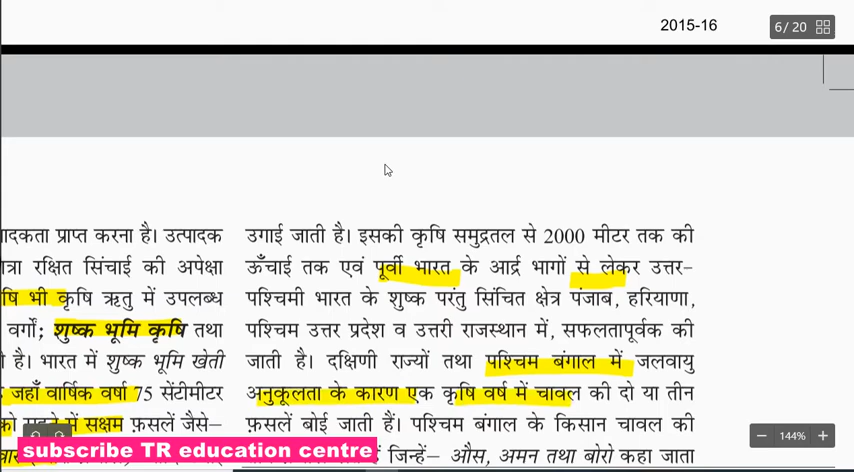 2015-16
6/20
ादकता प्राप्त करना है। उत्पादक
ात्रा रक्षित सिंचाई की अपेक्षा
षि भी कृषि ऋतु में उपलब्ध
वर्गों; शुष्क भूमि कृषि तथा
है। भारत में शुष्क भूमि खेती
जहाँ वार्षिक वर्षा 75 सेंटीमीटर
में सक्षम फ़सलें जैसे–
उगाई जाती है। इसकी कृषि समुद्रतल से 2000 मीटर तक की
ऊँचाई तक एवं पूर्वी भारत के आर्द्र भागों से लेकर उत्तर–
पश्चिमी भारत के शुष्क परंतु सिंचित क्षेत्र पंजाब, हरियाणा,
पश्चिम उत्तर प्रदेश व उत्तरी राजस्थान में, सफलतापूर्वक की
जाती है। दक्षिणी राज्यों तथा पश्चिम बंगाल में जलवायु
अनुकूलता के कारण एक कृषि वर्ष में चावल की दो या तीन
फ़सलें बोई जाती हैं। पश्चिम बंगाल के किसान चावल की
जिन्हें– औस, अमन तथा बोरो कहा जाता
144%
subscribe TR education centre